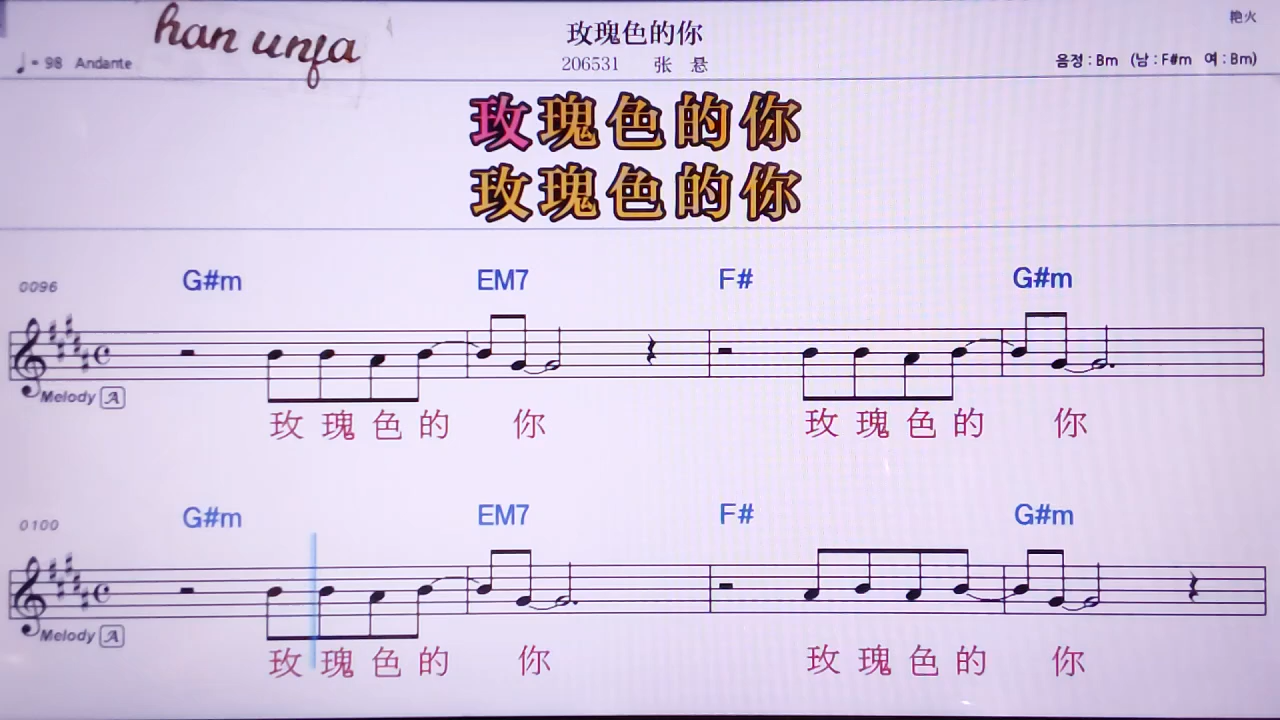 han unfa
玫瑰色的你
艳火
♩= 98 Andante
206531 张 悬
음정 : Bm (남 : F#m 여 : Bm)
玫瑰色的你
玫瑰色的你
0096
G#m EM7 F# G#m
Melody A
玫 瑰 色 的 你 玫 瑰 色 的 你
0100
G#m EM7 F# G#m
Melody A
玫 瑰 色 的 你 玫 瑰 色 的 你